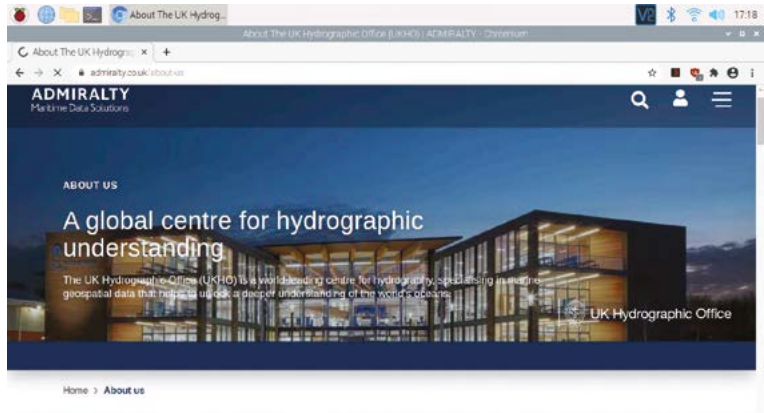 About The UK Hydrog...
V2
17:18
About The UK Hydrographic Office (UKHO) | ADMIRALTY - Chromium
About The UK Hydrograp
admiralty.co.uk/about-us
ADMIRALTY
Maritime Data Solutions
ABOUT US
A global centre for hydrographic
understanding
The UK Hydrographic Office (UKHO) is a world-leading centre for hydrography, specialising in marine
geospatial data that helps to unlock a deeper understanding of the world's oceans.
UK Hydrographic Office
Home > About us